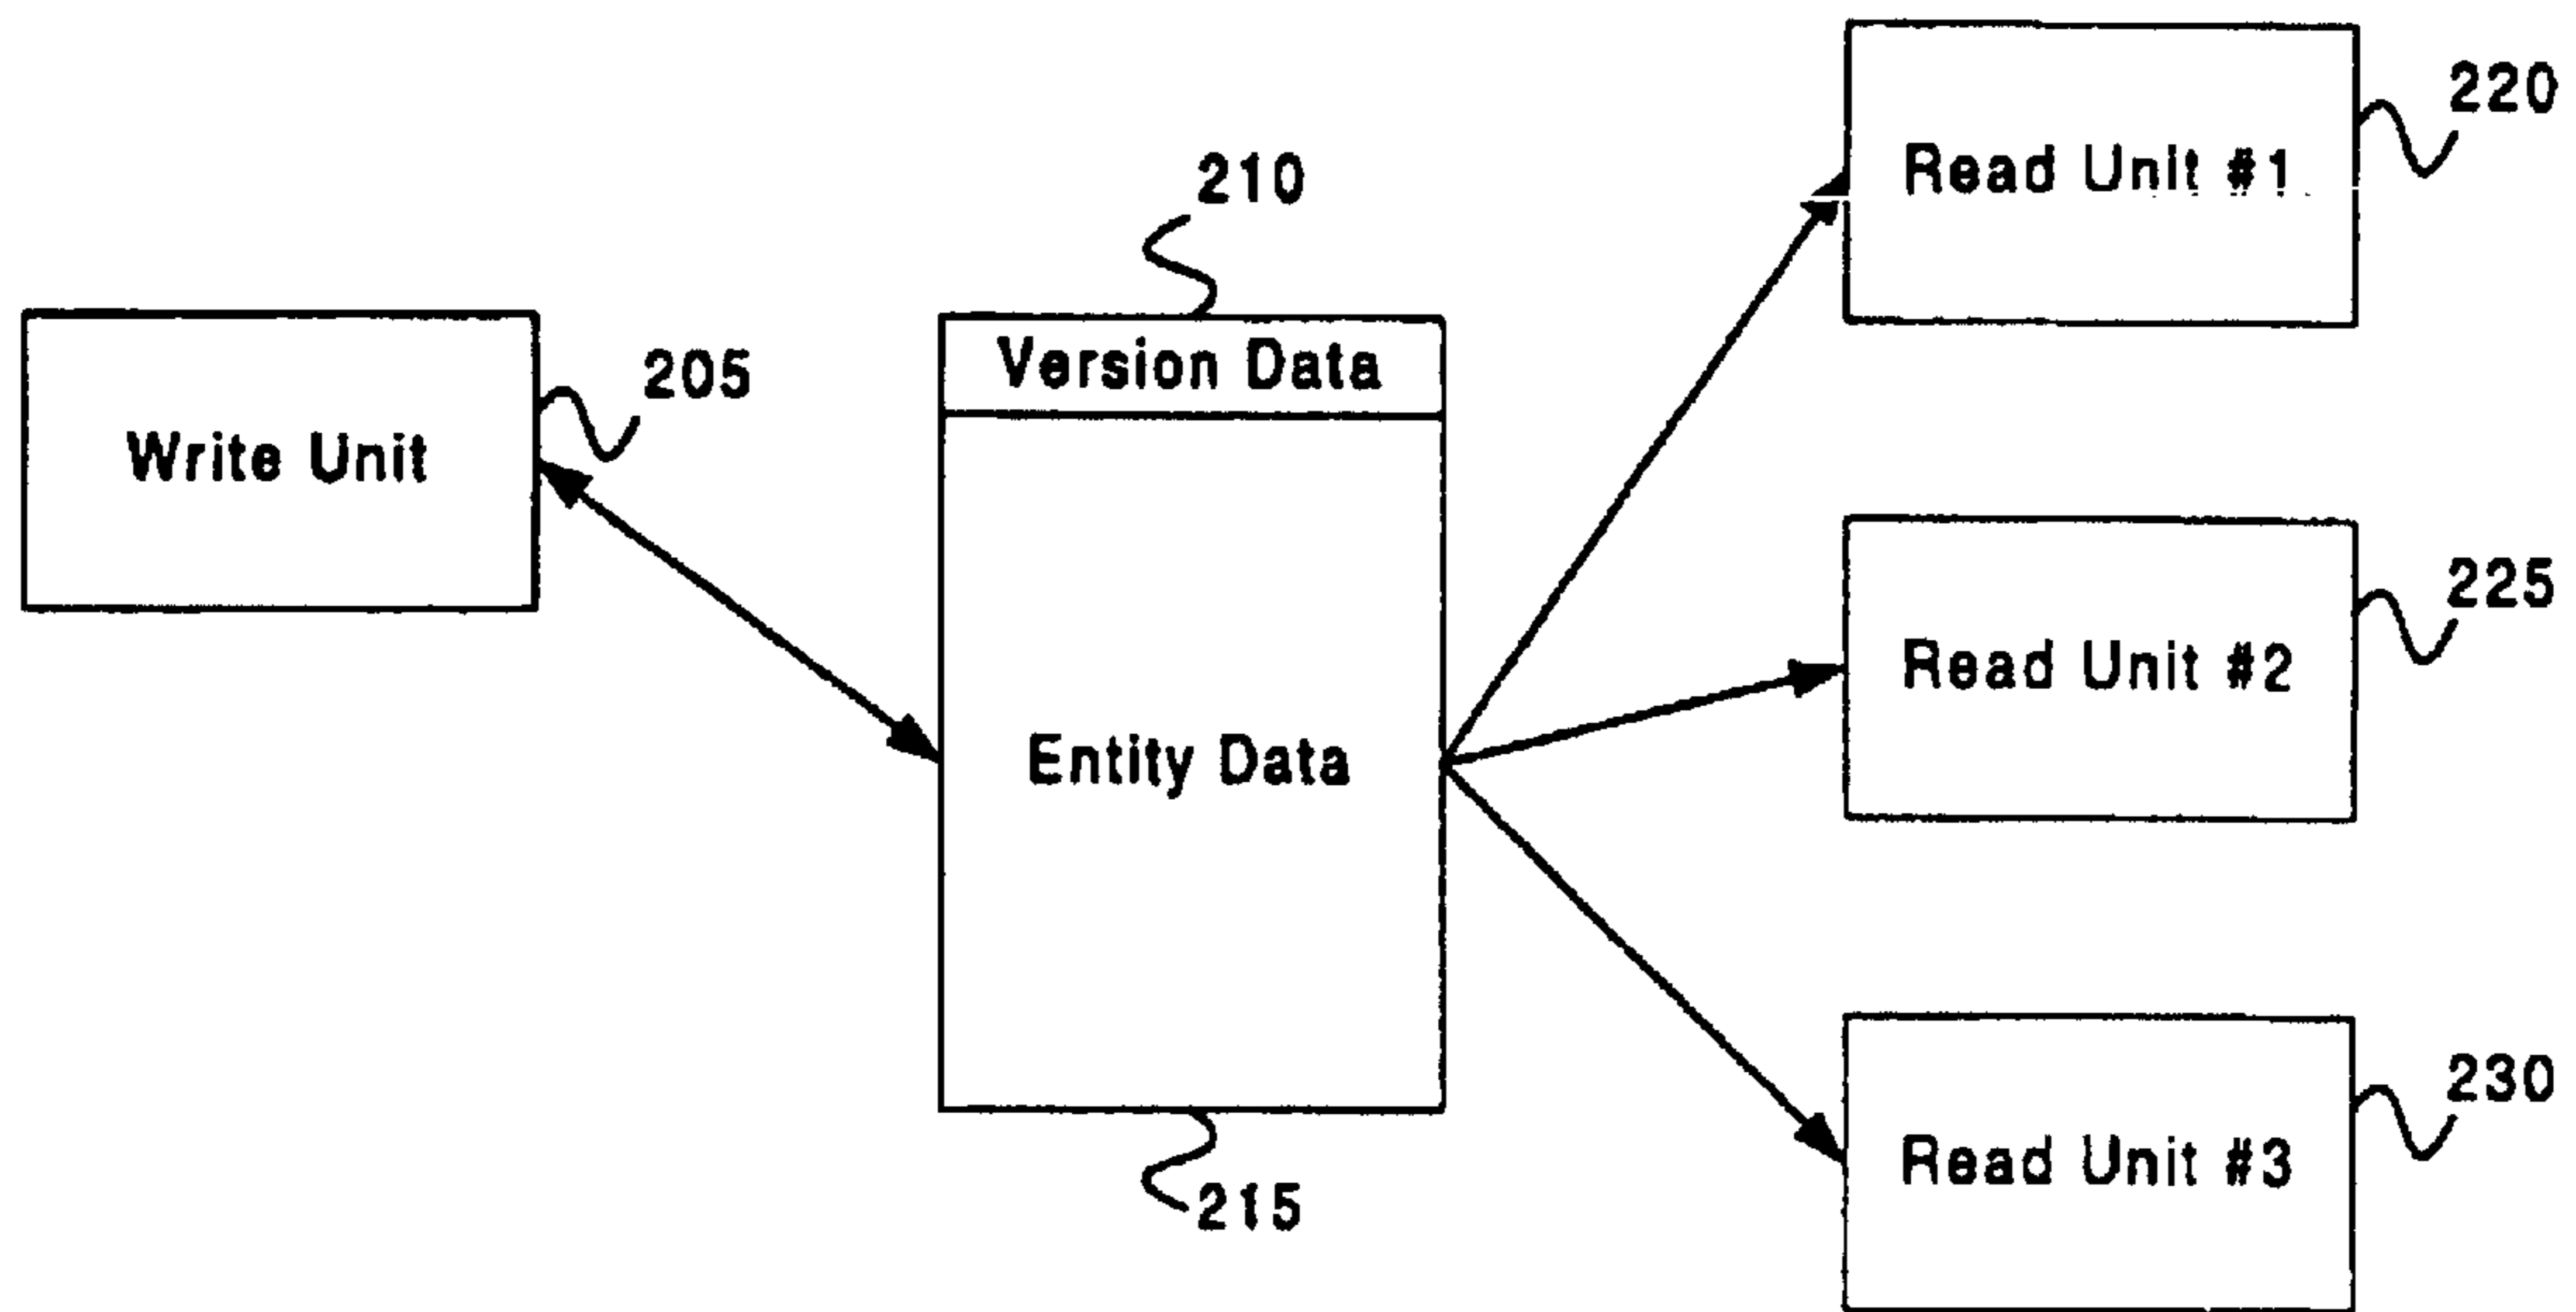 220
Read Unit #1
210
Version Data
205
Write Unit
225
Read Unit #2
Entity Data
230
Read Unit #3
215